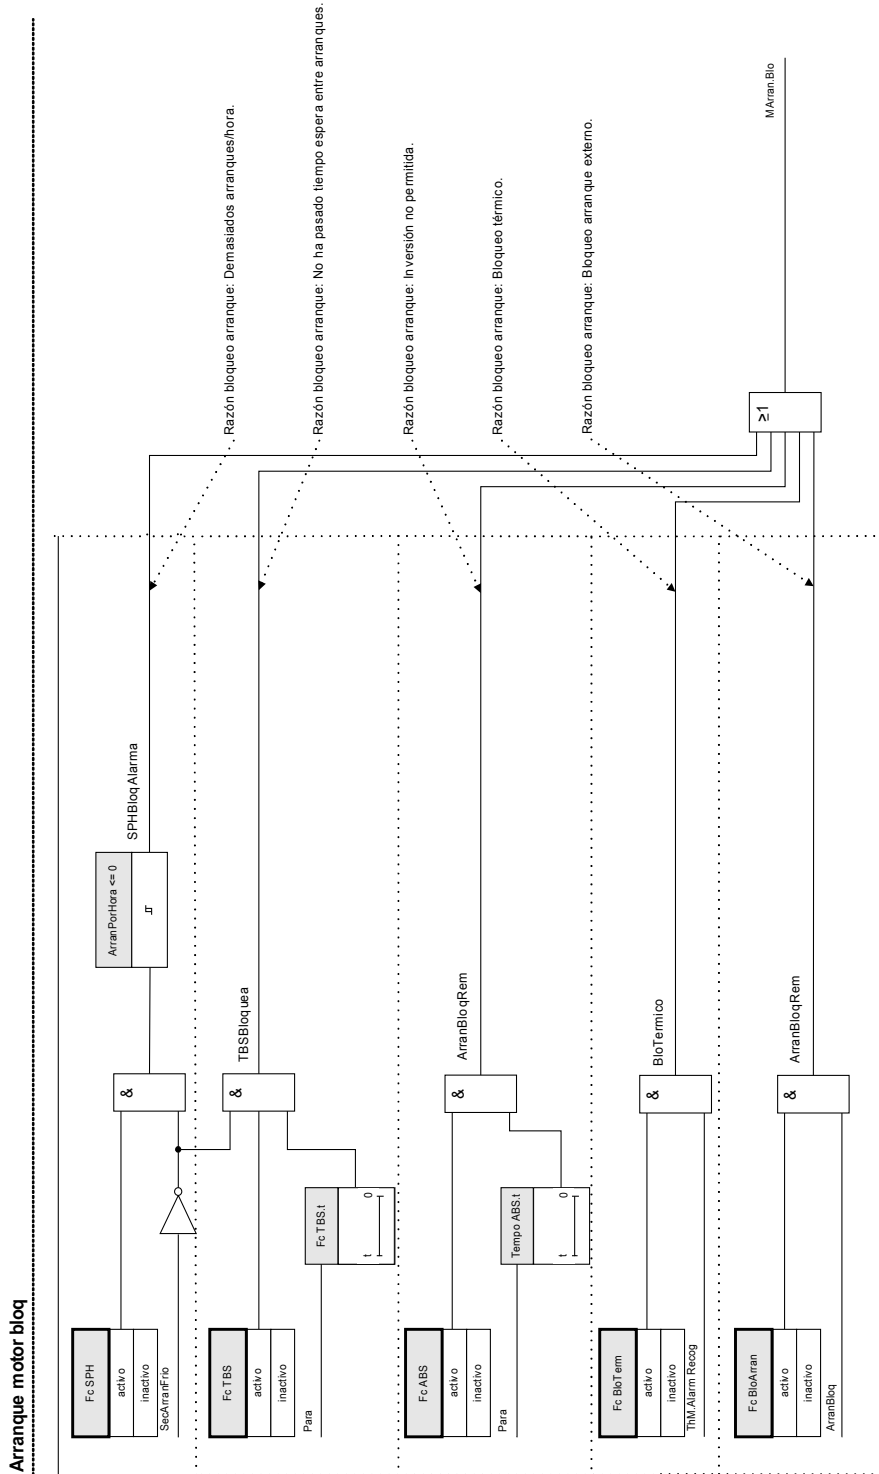 Arranque motor bloq
Fc SPH
activo
inactivo
SecArranFrio
&
ArranPorHora <= 0
SPHBloqAlarma
Razón bloqueo arranque: Demasiados arranques/hora.
Fc TBS
activo
inactivo
Para
Fc TBS.t
t 0
&
TBSBloquea
Razón bloqueo arranque: No ha pasado tiempo espera entre arranques.
Fc ABS
activo
inactivo
Para
Tempo ABS.t
t 0
&
ArranBloqRem
Razón bloqueo arranque: Inversión no permitida.
Fc BloTerm
activo
inactivo
ThM.Alarm Recog
&
BloTermico
Razón bloqueo arranque: Bloqueo térmico.
Fc BloArran
activo
inactivo
ArranBloq
&
ArranBloqRem
Razón bloqueo arranque: Bloqueo arranque externo.
≥1
MArran.Blo